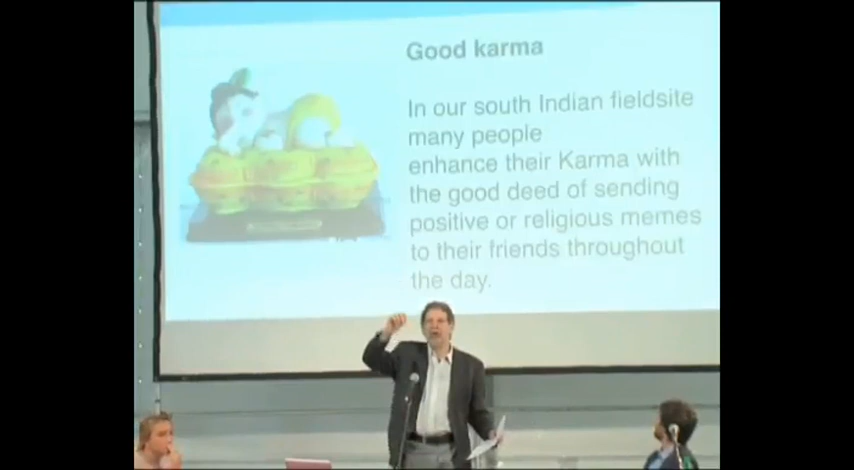 Good karma
In our south Indian fieldsite
many people
enhance their Karma with
the good deed of sending
positive or religious memes
to their friends throughout
the day.